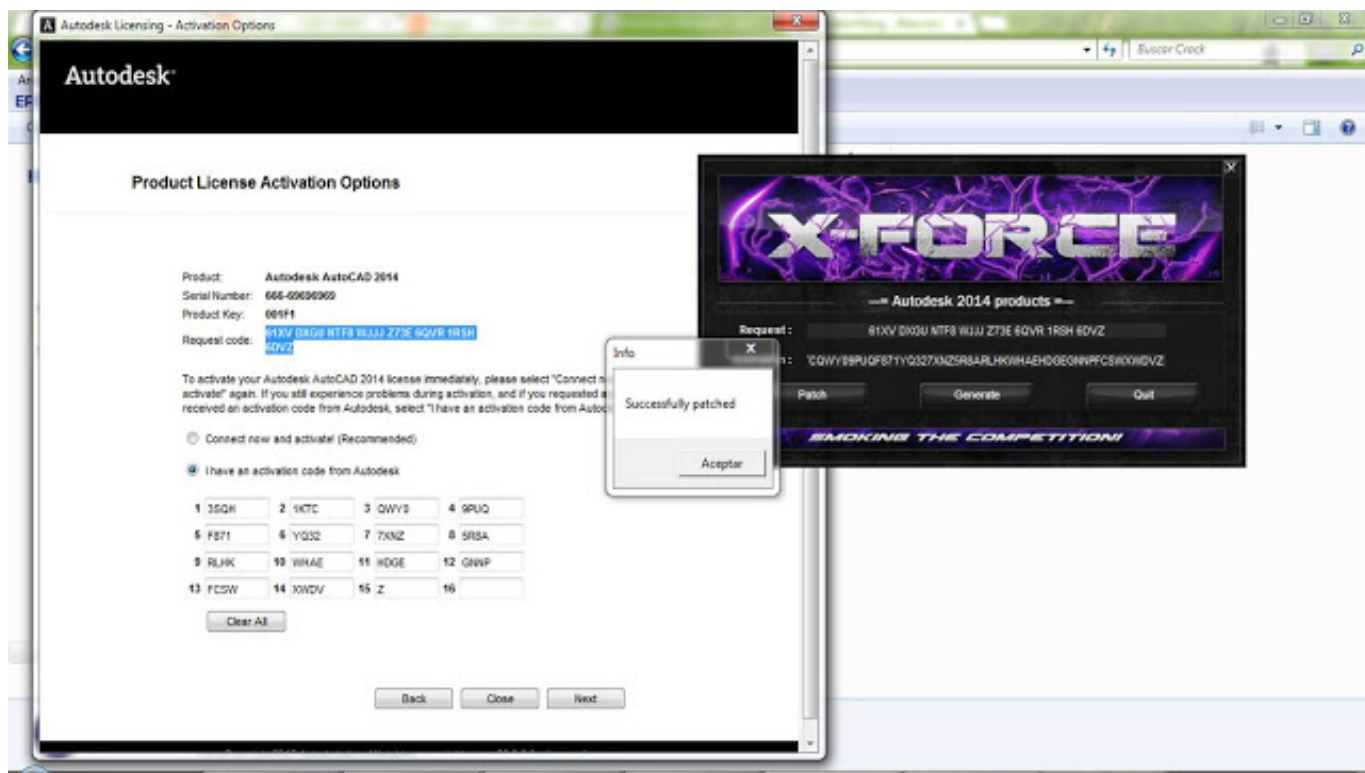 Autodesk Licensing - Activation Options
Buscar Crack
Autodesk
Product License Activation Options
Product: Autodesk AutoCAD 2014
Serial Number: 666-69696969
Product Key: 001F1
Request code: 61XV DXGU NTF8 WJJJ Z73E 6QVR 1RSH
6DVZ
To activate your Autodesk AutoCAD 2014 license immediately, please select "Connect
activate!" again. If you still experience problems during activation, and if you requested
received an activation code from Autodesk, select "I have an activation code from
Connect now and activate! (Recommended)
I have an activation code from Autodesk
1 3SQH 2 1KTC 3 QWY0 4 9PUQ
5 F871 6 YQ32 7 7XNZ 8 5R8A
9 RLHK 10 WHAE 11 HDGE 12 GNNP
13 FCSW 14 XWDV 15 Z 16
Clear All
Back Close Next
X-FORCE
Autodesk 2014 products
Request : 61XV DXGU NTF8 WJJJ Z73E 6QVR 1RSH 6DVZ
Patch Generate Quit
SMOKING THE COMPETITION!
Info
Successfully patched
Aceptar